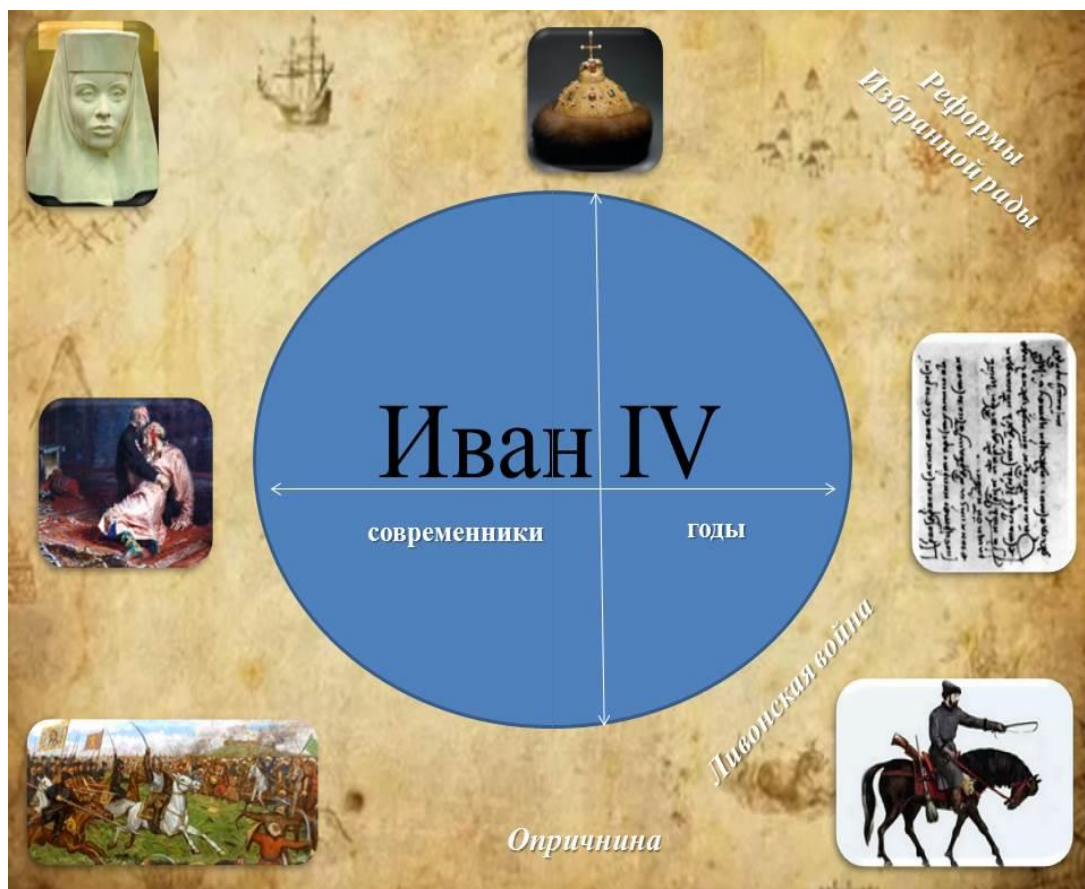 Реформы
Избранной рады
Иван IV
современники
годы
Ливонская война
Опричнина